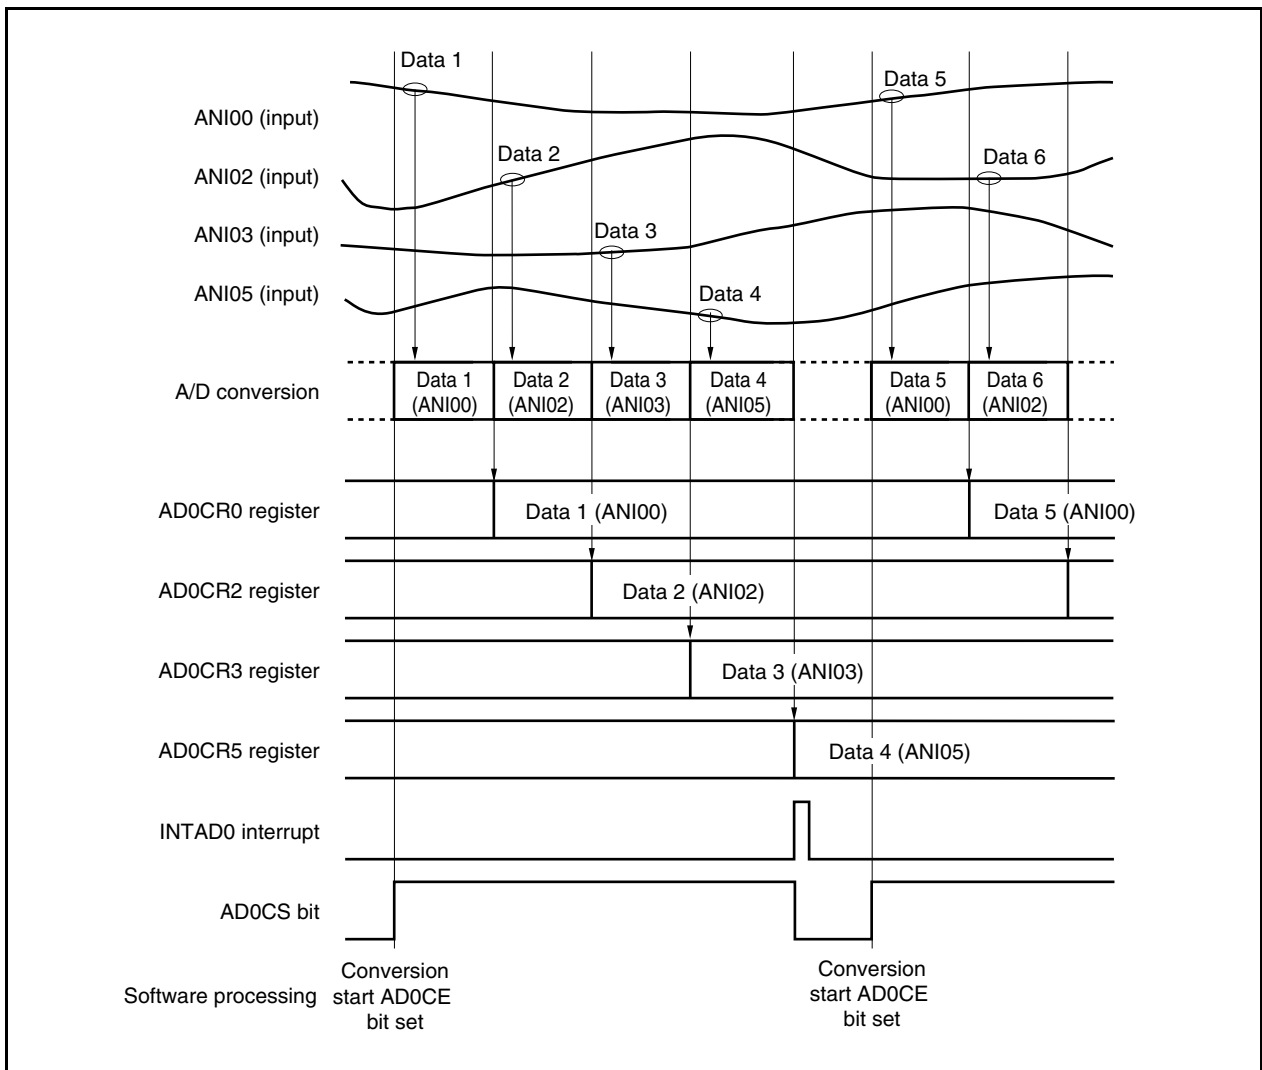 Data 1
Data 5
ANI00 (input)
Data 2
Data 6
ANI02 (input)
Data 3
ANI03 (input)
Data 4
ANI05 (input)
A/D conversion
Data 1
(ANI00)
Data 2
(ANI02)
Data 3
(ANI03)
Data 4
(ANI05)
Data 5
(ANI00)
Data 6
(ANI02)
AD0CR0 register
Data 1 (ANI00)
Data 5 (ANI00)
AD0CR2 register
Data 2 (ANI02)
AD0CR3 register
Data 3 (ANI03)
AD0CR5 register
Data 4 (ANI05)
INTAD0 interrupt
AD0CS bit
Software processing
Conversion
start AD0CE
bit set
Conversion
start AD0CE
bit set